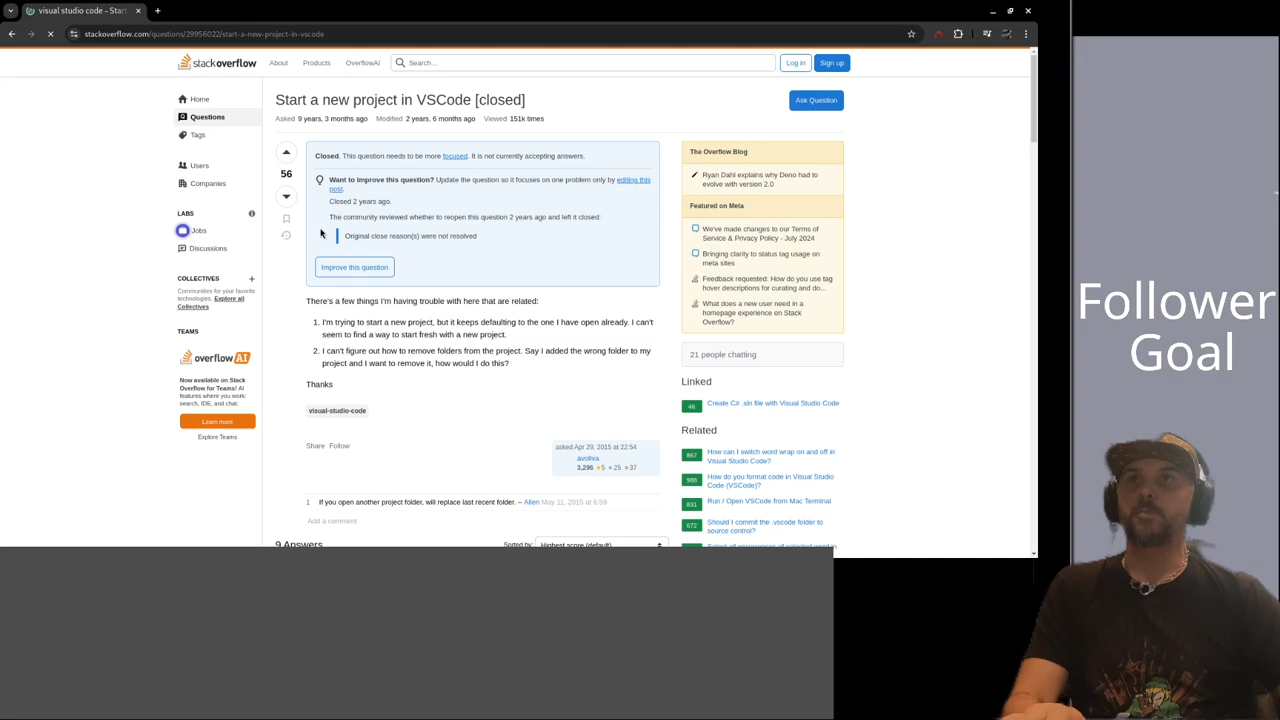 visual studio code - Start
stackoverflow.com/questions/29956022/start-a-new-project-in-vscode
stackoverflow
About
Products
OverflowAI
Search…
Log in
Sign up
Home
Questions
Tags
Users
Companies
LABS
Jobs
Discussions
COLLECTIVES
Communities for your favorite
technologies. Explore all
Collectives
TEAMS
overflow AI
Now available on Stack
Overflow for Teams! AI
features where you work:
search, IDE, and chat.
Learn more
Explore Teams
Start a new project in VSCode [closed]
Ask Question
Asked 9 years, 3 months ago Modified 2 years, 6 months ago Viewed 151k times
56
Closed. This question needs to be more focused. It is not currently accepting answers.
Want to improve this question? Update the question so it focuses on one problem only by editing this
post.
Closed 2 years ago.
The community reviewed whether to reopen this question 2 years ago and left it closed:
Original close reason(s) were not resolved
Improve this question
There's a few things I'm having trouble with here that are related:
1. I'm trying to start a new project, but it keeps defaulting to the one I have open already. I can't
seem to find a way to start fresh with a new project.
2. I can't figure out how to remove folders from the project. Say I added the wrong folder to my
project and I want to remove it, how would I do this?
Thanks
visual-studio-code
Share Follow
asked Apr 29, 2015 at 22:54
avoliva
3,296 5 25 37
1 If you open another project folder, will replace last recent folder. – Allen May 11, 2015 at 6:59
Add a comment
9 Answers
Sorted by:
Highest score (default)
The Overflow Blog
Ryan Dahl explains why Deno had to
evolve with version 2.0
Featured on Meta
We've made changes to our Terms of
Service & Privacy Policy - July 2024
Bringing clarity to status tag usage on
meta sites
Feedback requested: How do you use tag
hover descriptions for curating and do...
What does a new user need in a
homepage experience on Stack
Overflow?
21 people chatting
Linked
46 Create C# .sln file with Visual Studio Code
Related
867 How can I switch word wrap on and off in
Visual Studio Code?
986 How do you format code in Visual Studio
Code (VSCode)?
831 Run / Open VSCode from Mac Terminal
672 Should I commit the .vscode folder to
source control?
Select all occurrences of selected word in
Follower
Goal